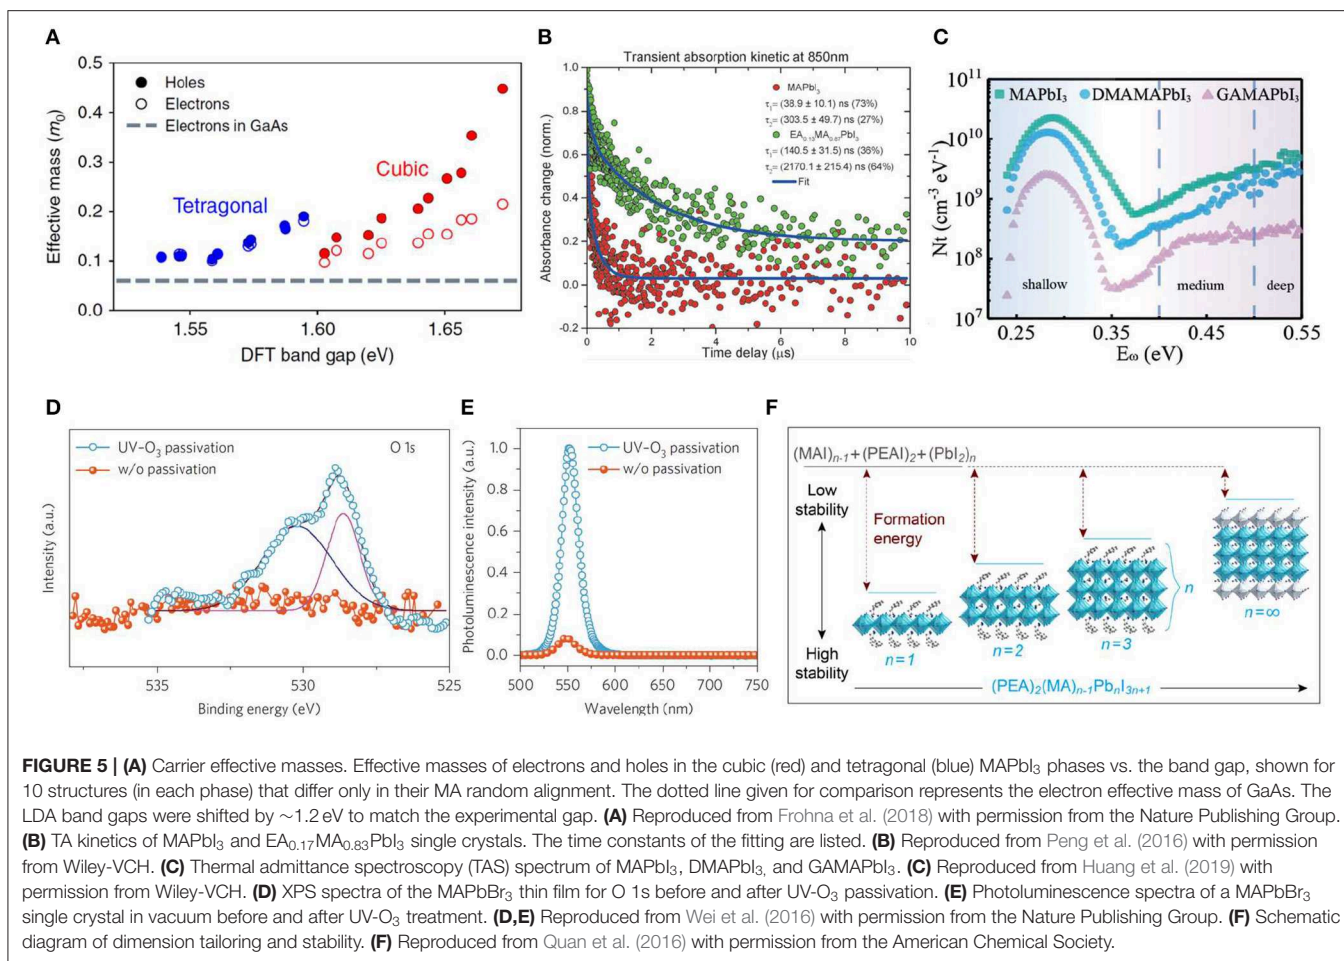 A
0.5
0.4
0.3
0.2
0.1
0.0
Effective mass (m0)
Holes
Electrons
Electrons in GaAs
Tetragonal
Cubic
1.55
1.60
1.65
DFT band gap (eV)
B
Transient absorption kinetic at 850nm
1.0
0.8
0.6
0.4
0.2
0.0
-0.2
Absorbance change (norm.)
MAPbI3
τ1= (38.9 ± 10.1) ns (73%)
τ2= (303.5 ± 49.7) ns (27%)
EA0.13MA0.87PbI3
τ1= (140.5 ± 31.5) ns (36%)
τ2= (2170.1 ± 215.4) ns (64%)
Fit
0
2
4
6
8
10
Time delay (μs)
C
10^11
10^10
10^9
10^8
10^7
Nt (cm-3 eV-1)
MAPbI3
DMAMAPbI3
GAMAPbI3
shallow
medium
deep
0.25
0.35
0.45
0.55
Eω (eV)
D
UV-O3 passivation
O 1s
w/o passivation
Intensity (a.u.)
535
530
525
Binding energy (eV)
E
UV-O3 passivation
w/o passivation
1.0
0.8
0.6
0.4
0.2
0.0
Photoluminescence intensity (a.u.)
500
550
600
650
700
750
Wavelength (nm)
F
(MAI)n-1+(PEAI)2+(PbI2)n
Low
stability
Formation
energy
High
stability
n=1
n=2
n=3
n
n=∞
(PEA)2(MA)n-1PbnI3n+1
FIGURE 5 | (A) Carrier effective masses. Effective masses of electrons and holes in the cubic (red) and tetragonal (blue) MAPbI3 phases vs. the band gap, shown for
10 structures (in each phase) that differ only in their MA random alignment. The dotted line given for comparison represents the electron effective mass of GaAs. The
LDA band gaps were shifted by ~1.2 eV to match the experimental gap. (A) Reproduced from Frohna et al. (2018) with permission from the Nature Publishing Group.
(B) TA kinetics of MAPbI3 and EA0.17MA0.83PbI3 single crystals. The time constants of the fitting are listed. (B) Reproduced from Peng et al. (2016) with permission
from Wiley-VCH. (C) Thermal admittance spectroscopy (TAS) spectrum of MAPbI3, DMAPbI3, and GAMAPbI3. (C) Reproduced from Huang et al. (2019) with
permission from Wiley-VCH. (D) XPS spectra of the MAPbBr3 thin film for O 1s before and after UV-O3 passivation. (E) Photoluminescence spectra of a MAPbBr3
single crystal in vacuum before and after UV-O3 treatment. (D,E) Reproduced from Wei et al. (2016) with permission from the Nature Publishing Group. (F) Schematic
diagram of dimension tailoring and stability. (F) Reproduced from Quan et al. (2016) with permission from the American Chemical Society.